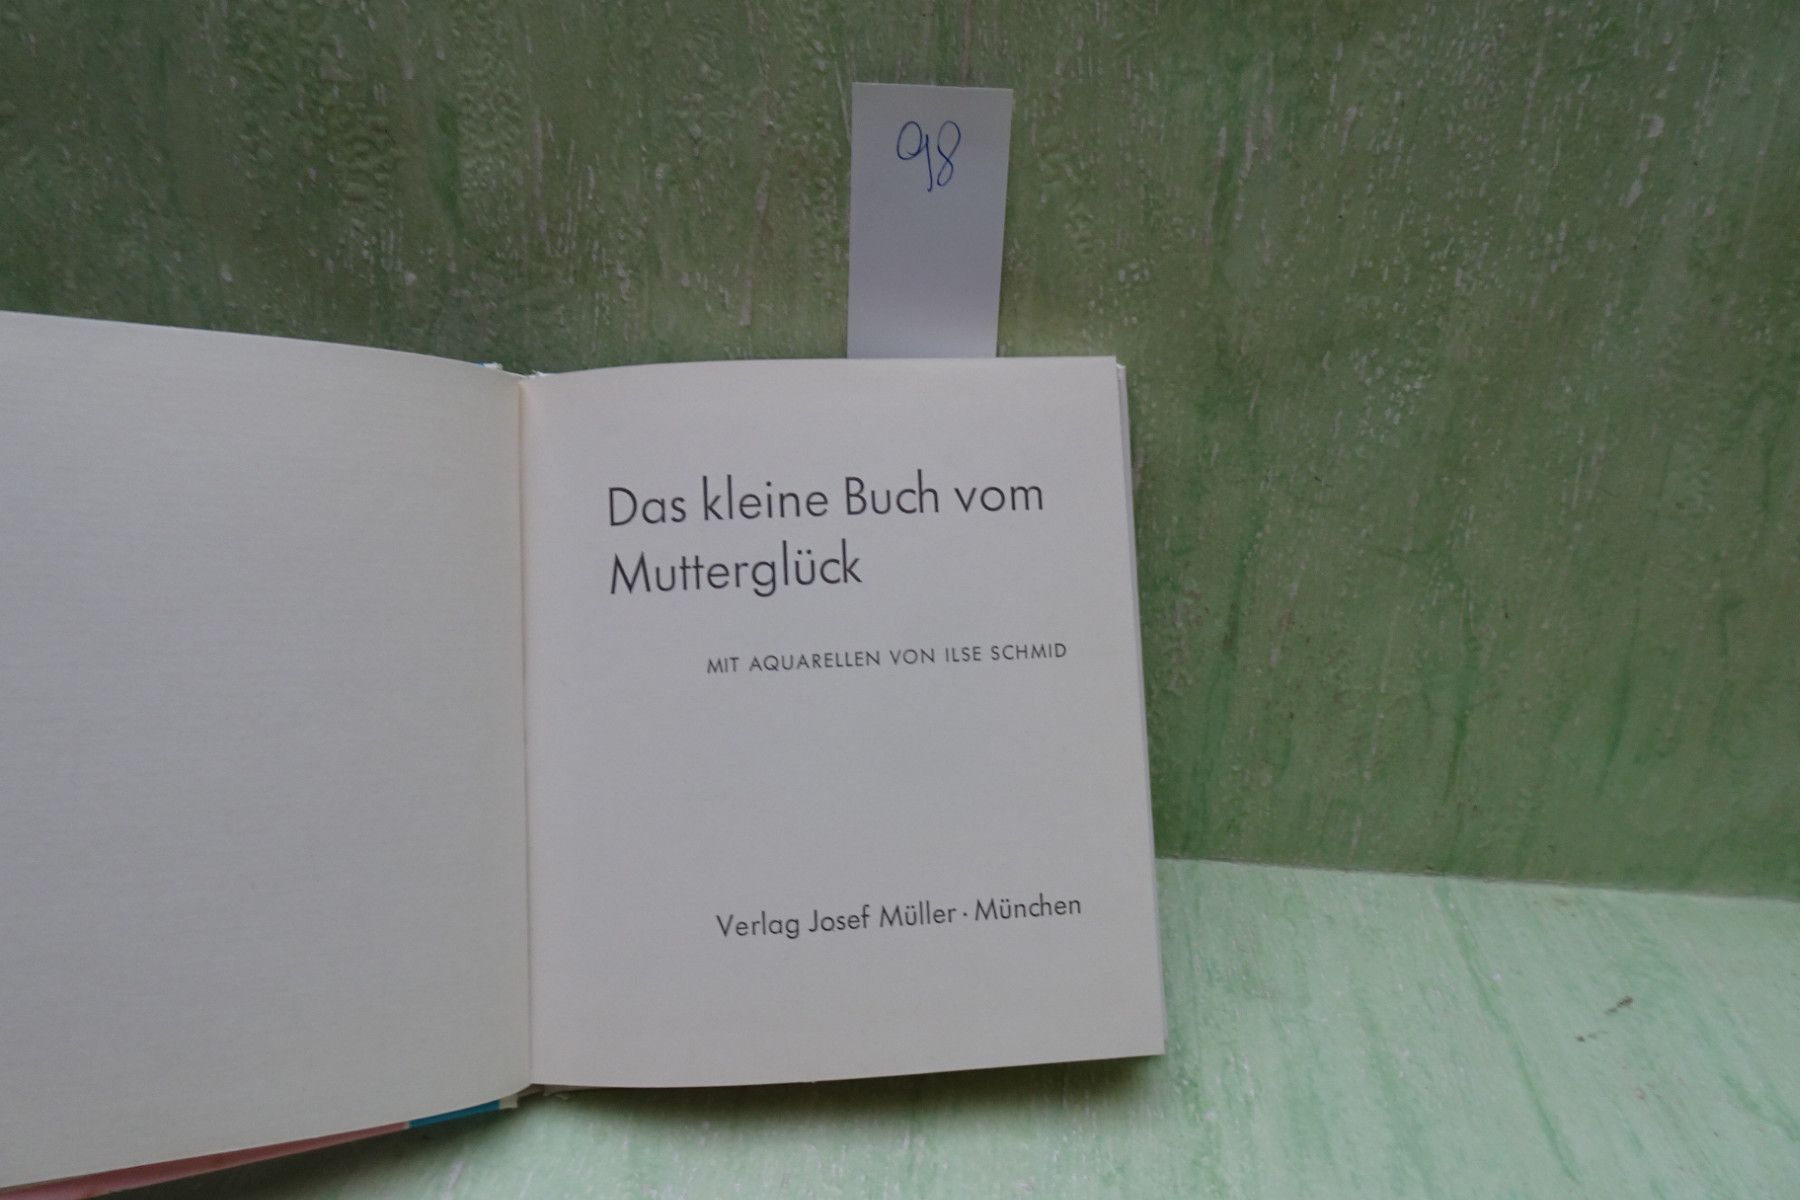 98
Das kleine Buch vom
Mutterglück
MIT AQUARELLEN VON ILSE SCHMID
Verlag Josef Müller · München